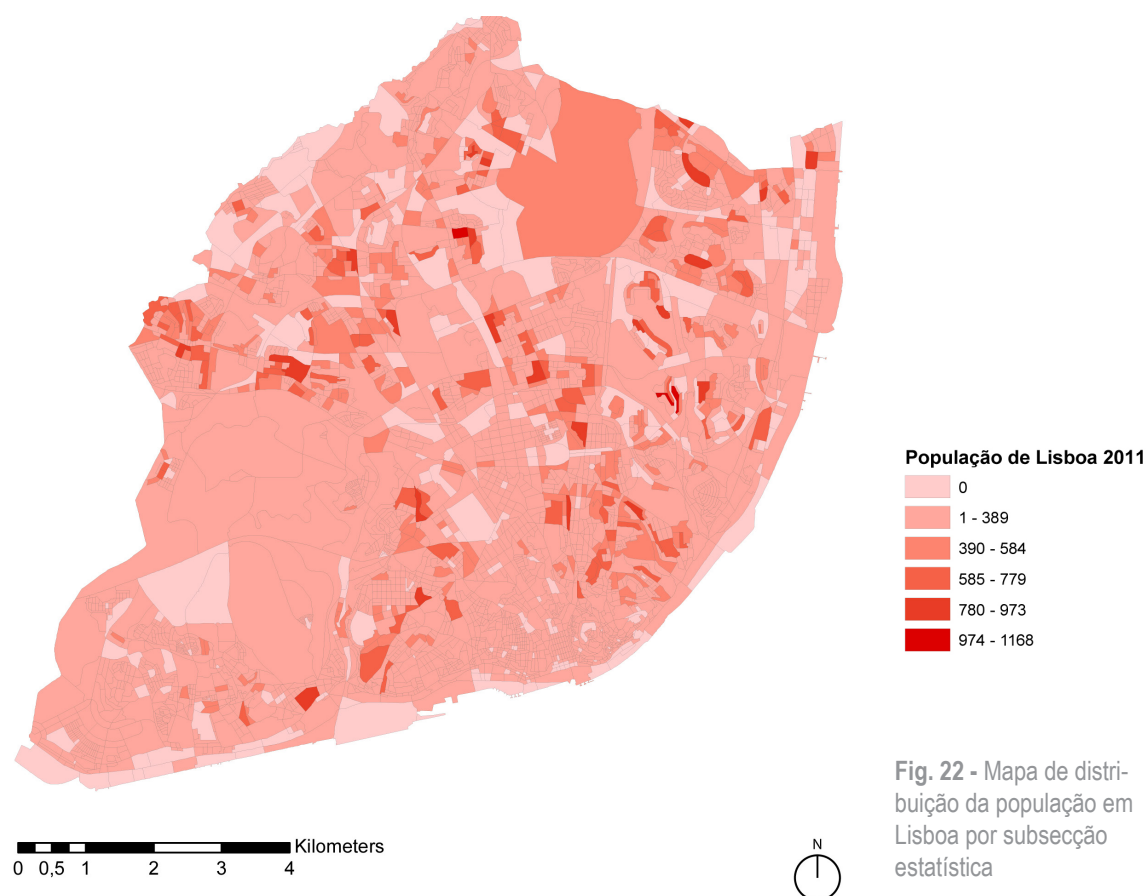 População de Lisboa 2011
0
1 - 389
390 - 584
585 - 779
780 - 973
974 - 1168
Fig. 22 - Mapa de distri-
buição da população em
Lisboa por subsecção
estatística
Kilometers
0 0,5 1 2 3 4
N